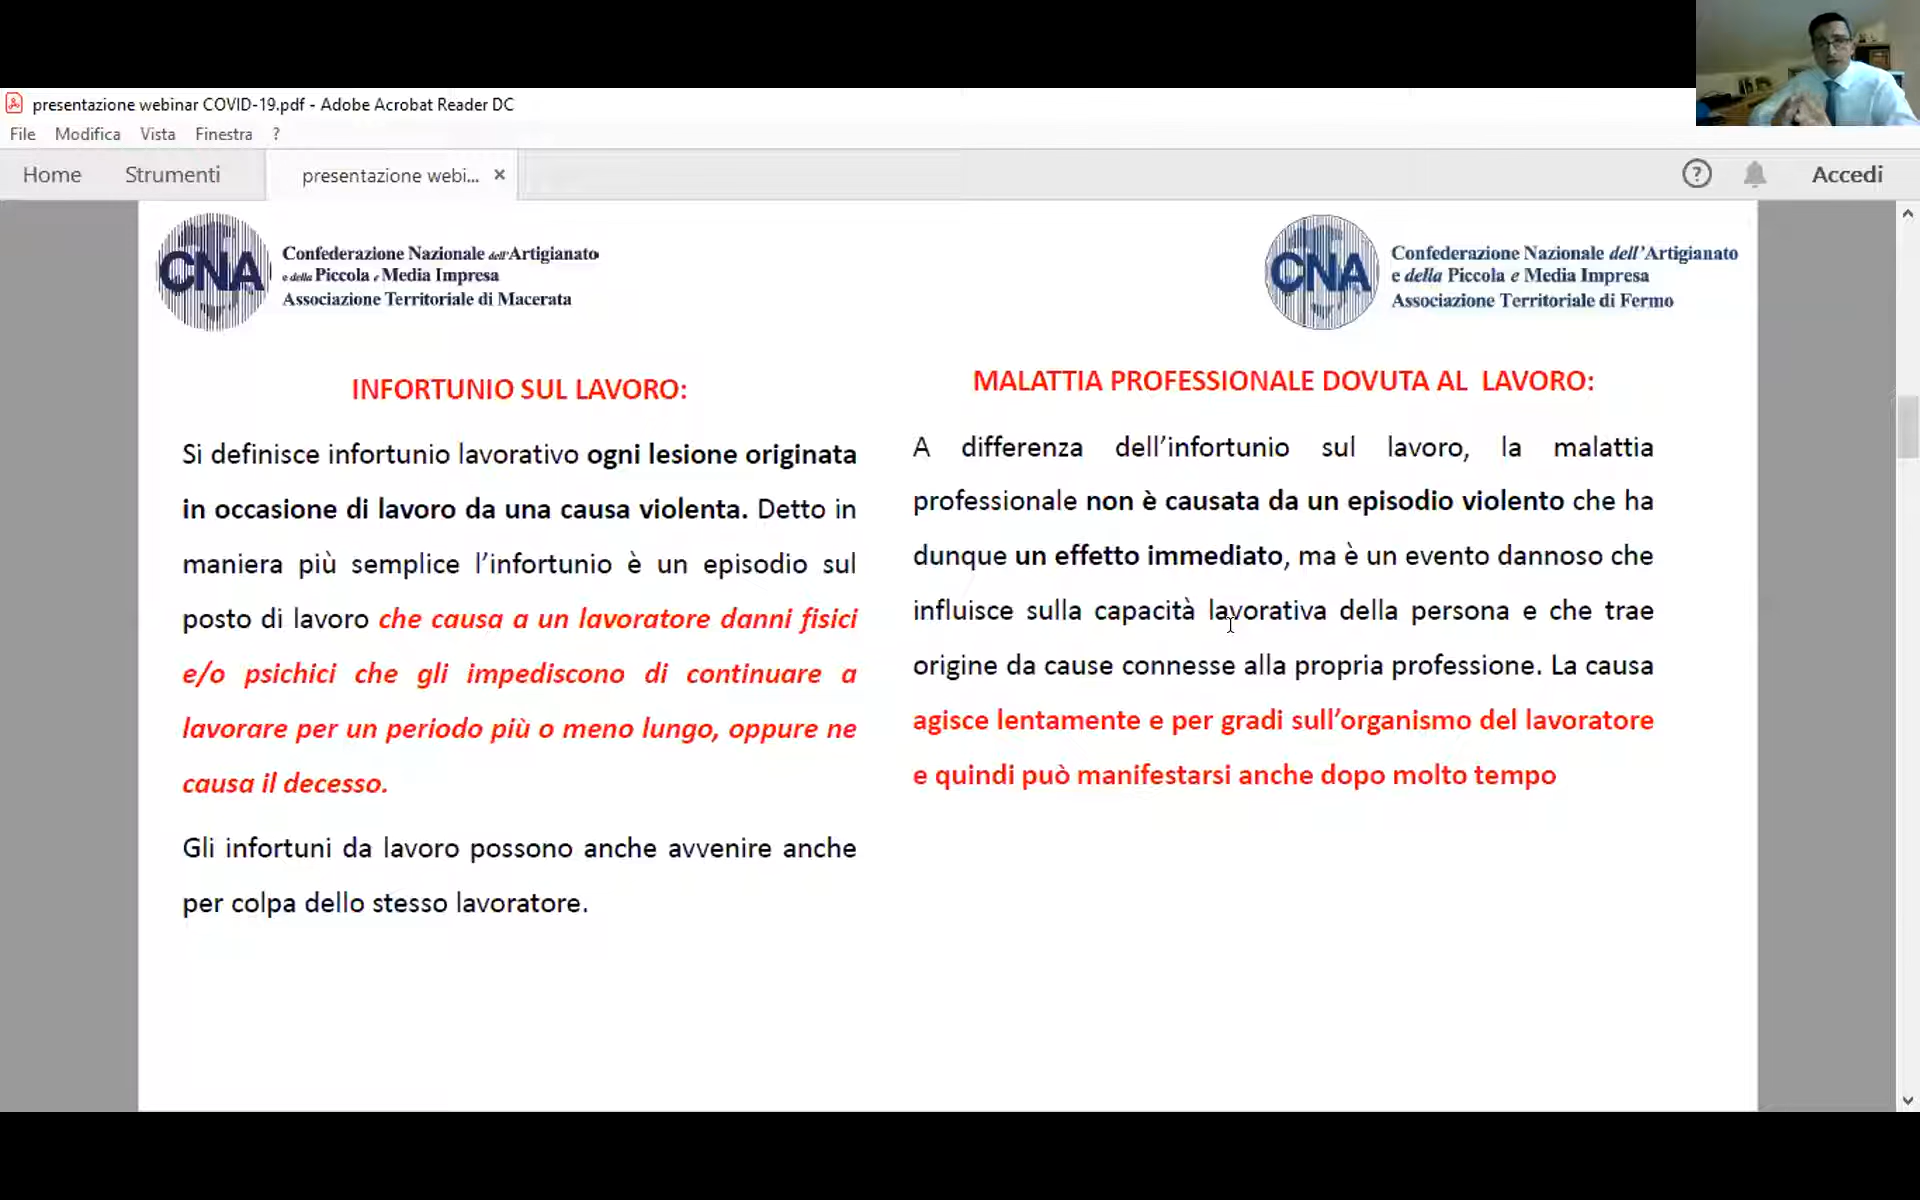 presentazione webinar COVID-19.pdf - Adobe Acrobat Reader DC
File Modifica Vista Finestra ?
Home Strumenti presentazione webi... × ? Accedi
CNA
Confederazione Nazionale dell'Artigianato
e della Piccola e Media Impresa
Associazione Territoriale di Macerata
CNA
Confederazione Nazionale dell'Artigianato
e della Piccola e Media Impresa
Associazione Territoriale di Fermo
INFORTUNIO SUL LAVORO:
Si definisce infortunio lavorativo ogni lesione originata
in occasione di lavoro da una causa violenta. Detto in
maniera più semplice l'infortunio è un episodio sul
posto di lavoro che causa a un lavoratore danni fisici
e/o psichici che gli impediscono di continuare a
lavorare per un periodo più o meno lungo, oppure ne
causa il decesso.
Gli infortuni da lavoro possono anche avvenire anche
per colpa dello stesso lavoratore.
MALATTIA PROFESSIONALE DOVUTA AL LAVORO:
A differenza dell'infortunio sul lavoro, la malattia
professionale non è causata da un episodio violento che ha
dunque un effetto immediato, ma è un evento dannoso che
influisce sulla capacità lavorativa della persona e che trae
origine da cause connesse alla propria professione. La causa
agisce lentamente e per gradi sull'organismo del lavoratore
e quindi può manifestarsi anche dopo molto tempo